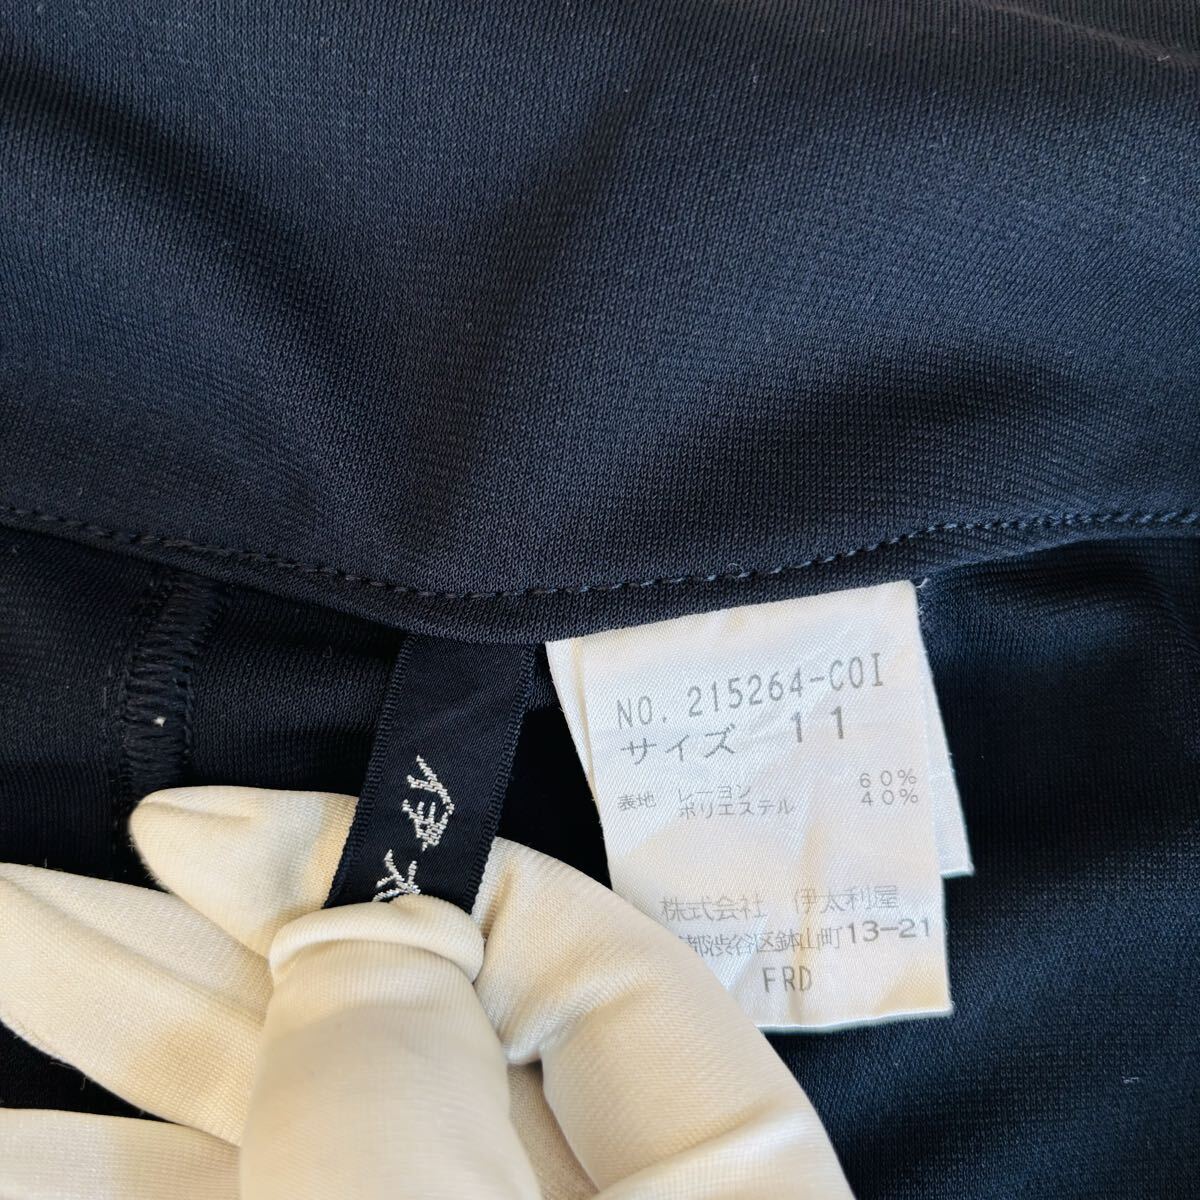 NO. 215264-COI
サイズ 11
表地 レーヨン 60%
ポリエステル 40%
株式会社 伊太利屋
都渋谷区鉢山町13-21
FRD